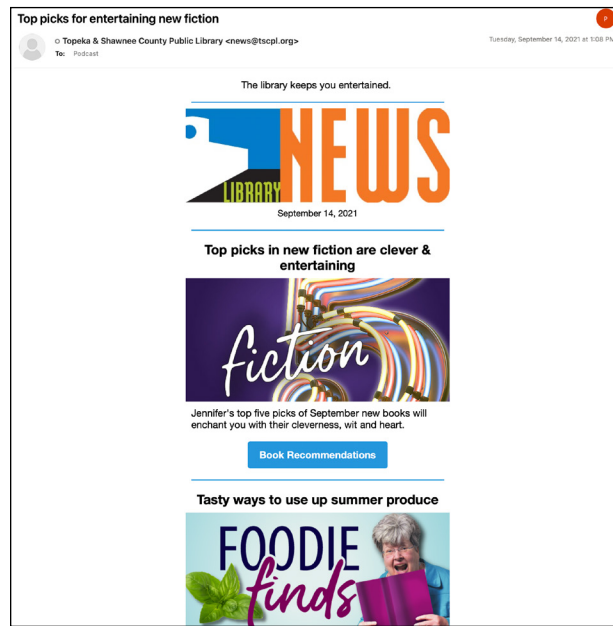 Top picks for entertaining new fiction
P
Topeka & Shawnee County Public Library <news@tscpl.org>
Tuesday, September 14, 2021 at 1:08 PM
To: Podcast
The library keeps you entertained.
LIBRARY NEWS
September 14, 2021
Top picks in new fiction are clever &
entertaining
5
fiction
Jennifer's top five picks of September new books will
enchant you with their cleverness, wit and heart.
Book Recommendations
Tasty ways to use up summer produce
FOODIE
finds